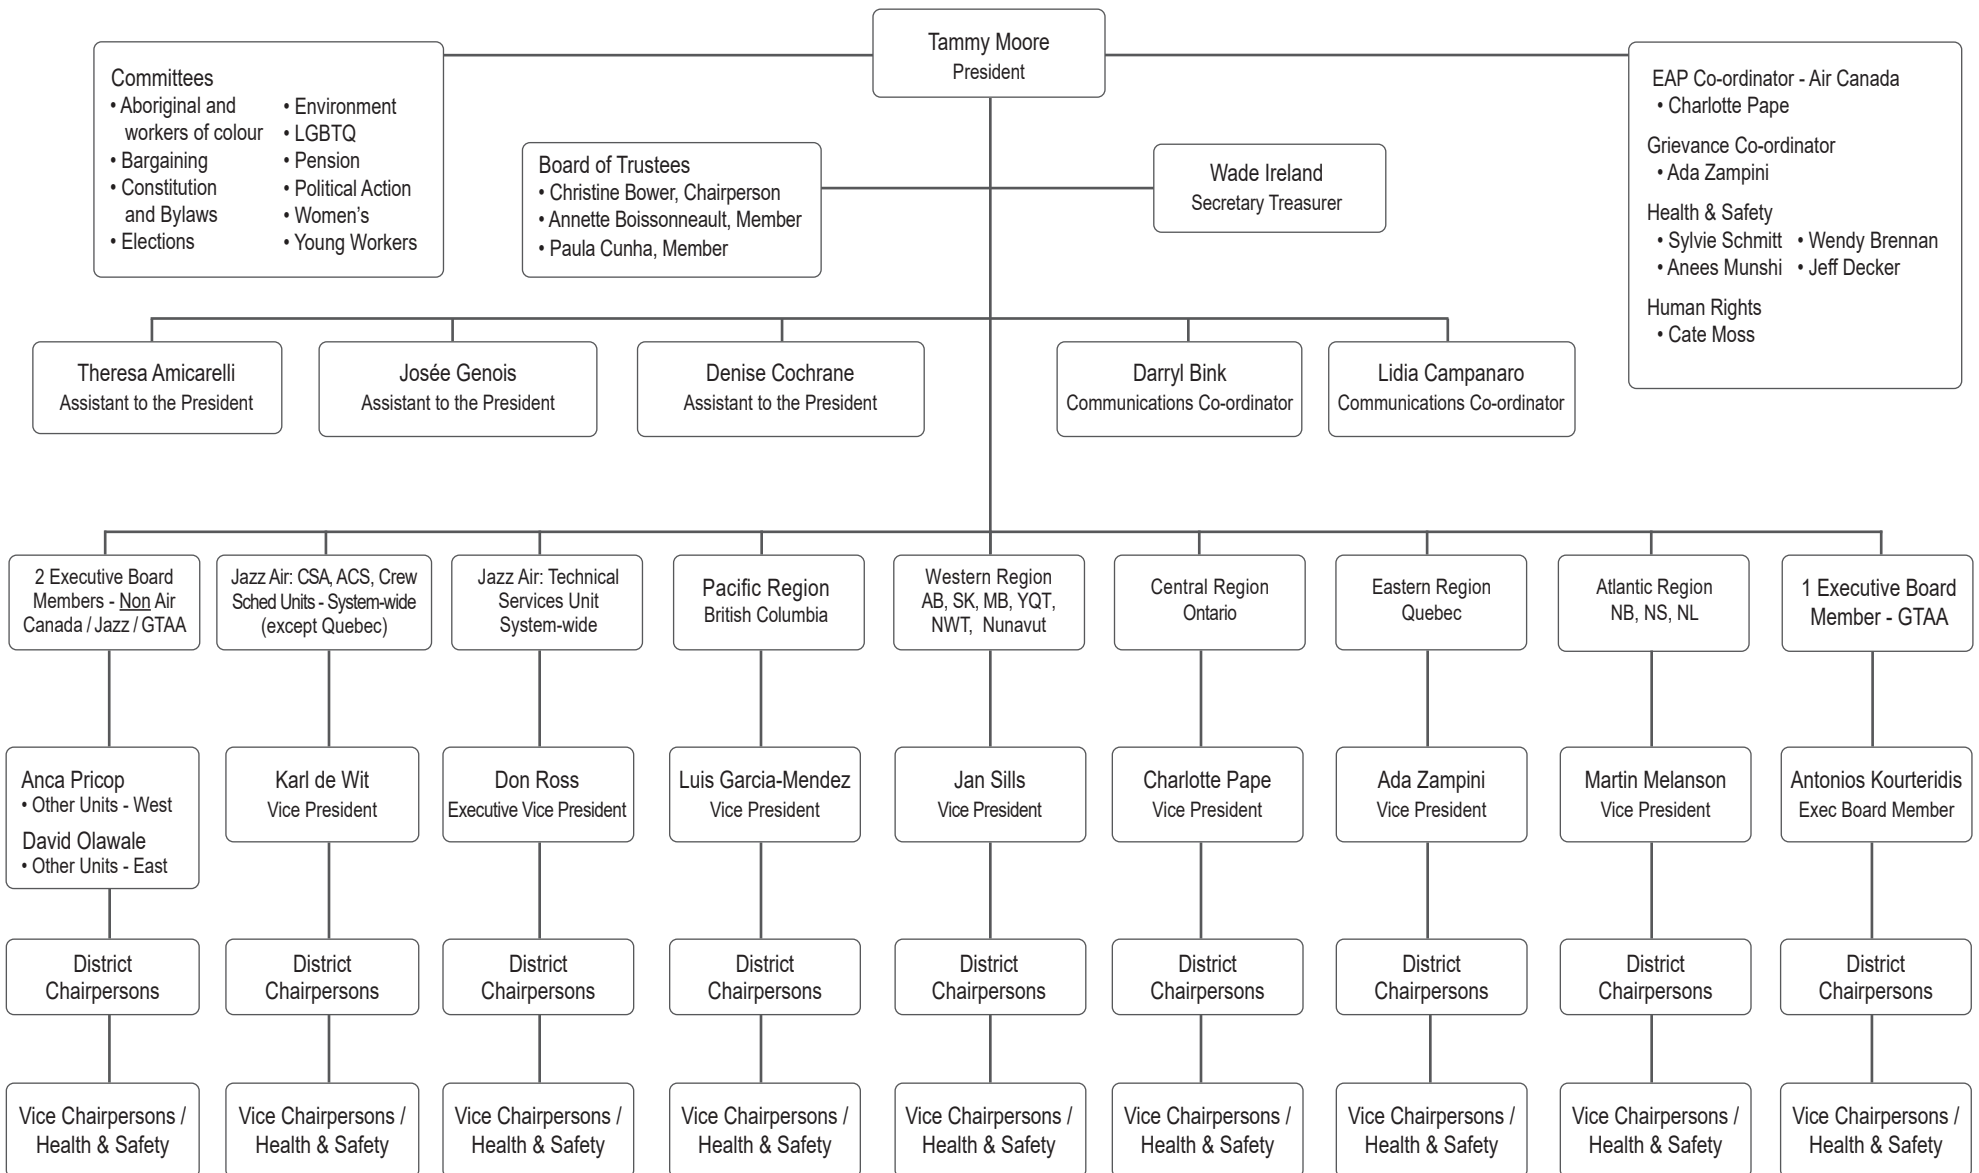 Tammy Moore
President
Committees
• Aboriginal and
workers of colour
• Bargaining
• Constitution
and Bylaws
• Elections
• Environment
• LGBTQ
• Pension
• Political Action
• Women's
• Young Workers
Board of Trustees
• Christine Bower, Chairperson
• Annette Boissonneault, Member
• Paula Cunha, Member
Wade Ireland
Secretary Treasurer
EAP Co-ordinator - Air Canada
• Charlotte Pape
Grievance Co-ordinator
• Ada Zampini
Health & Safety
• Sylvie Schmitt • Wendy Brennan
• Anees Munshi • Jeff Decker
Human Rights
• Cate Moss
Theresa Amicarelli
Assistant to the President
Josée Genois
Assistant to the President
Denise Cochrane
Assistant to the President
Darryl Bink
Communications Co-ordinator
Lidia Campanaro
Communications Co-ordinator
2 Executive Board
Members - Non Air
Canada / Jazz / GTAA
Jazz Air: CSA, ACS, Crew
Sched Units - System-wide
(except Quebec)
Jazz Air: Technical
Services Unit
System-wide
Pacific Region
British Columbia
Western Region
AB, SK, MB, YQT,
NWT, Nunavut
Central Region
Ontario
Eastern Region
Quebec
Atlantic Region
NB, NS, NL
1 Executive Board
Member - GTAA
Anca Pricop
• Other Units - West
David Olawale
• Other Units - East
Karl de Wit
Vice President
Don Ross
Executive Vice President
Luis Garcia-Mendez
Vice President
Jan Sills
Vice President
Charlotte Pape
Vice President
Ada Zampini
Vice President
Martin Melanson
Vice President
Antonios Kourteridis
Exec Board Member
District
Chairpersons
District
Chairpersons
District
Chairpersons
District
Chairpersons
District
Chairpersons
District
Chairpersons
District
Chairpersons
District
Chairpersons
District
Chairpersons
Vice Chairpersons /
Health & Safety
Vice Chairpersons /
Health & Safety
Vice Chairpersons /
Health & Safety
Vice Chairpersons /
Health & Safety
Vice Chairpersons /
Health & Safety
Vice Chairpersons /
Health & Safety
Vice Chairpersons /
Health & Safety
Vice Chairpersons /
Health & Safety
Vice Chairpersons /
Health & Safety